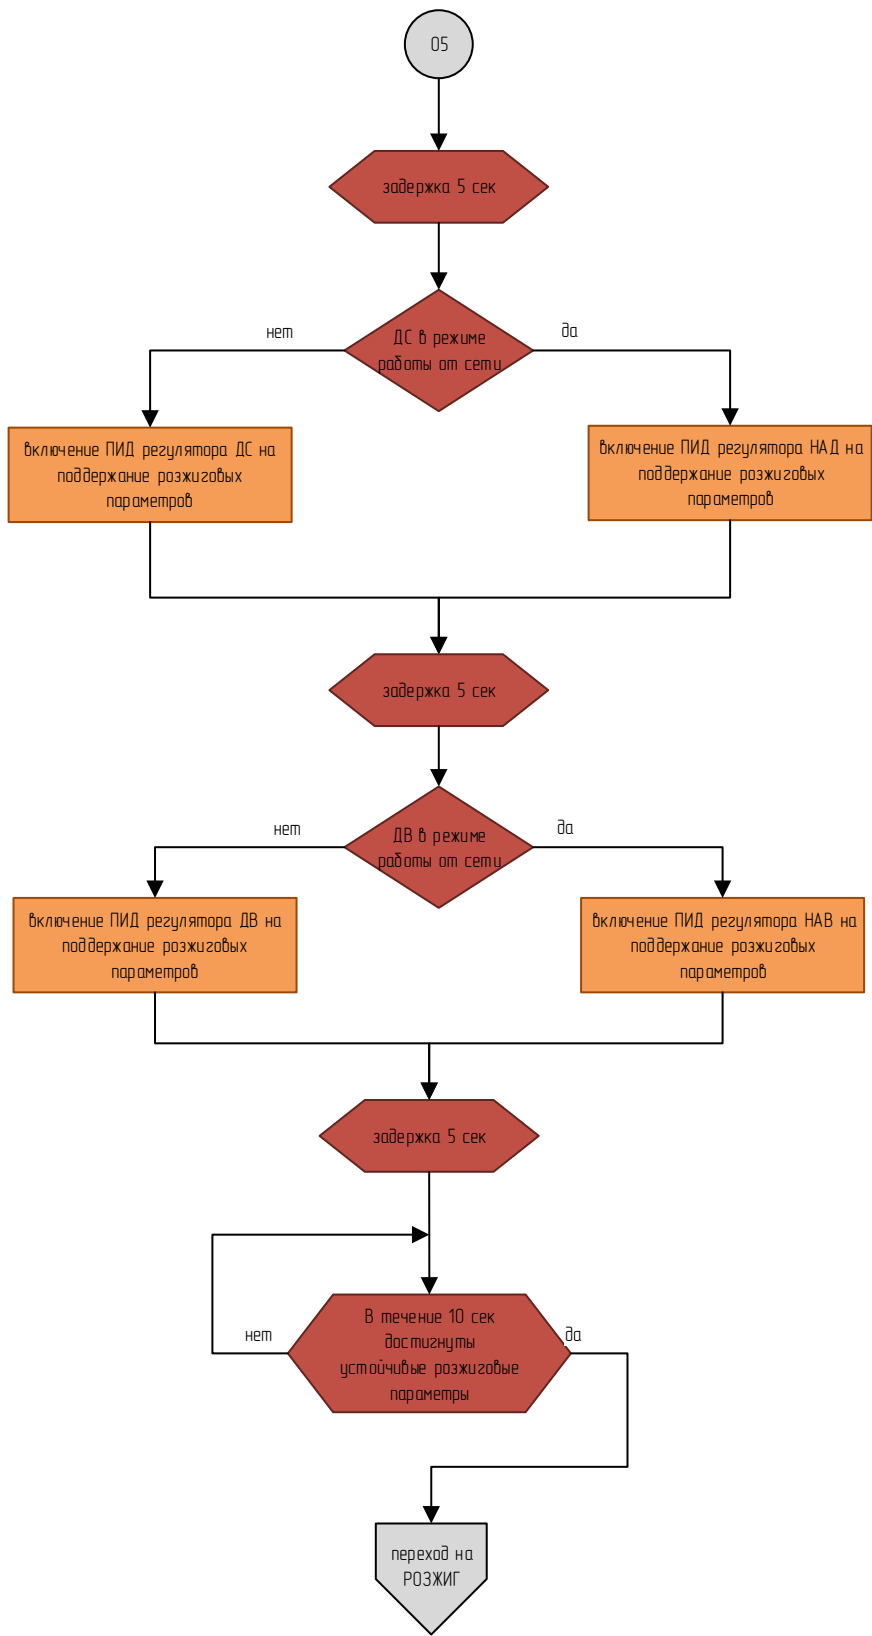 05
задержка 5 сек
ДС в режиме
работы от сети
нет
да
включение ПИД регулятора ДС на
поддержание розжиговых
параметров
включение ПИД регулятора НАД на
поддержание розжиговых
параметров
задержка 5 сек
ДВ в режиме
работы от сети
нет
да
включение ПИД регулятора ДВ на
поддержание розжиговых
параметров
включение ПИД регулятора НАВ на
поддержание розжиговых
параметров
задержка 5 сек
В течение 10 сек
достигнуты
устойчивые розжиговые
параметры
нет
да
переход на
РОЗЖИГ